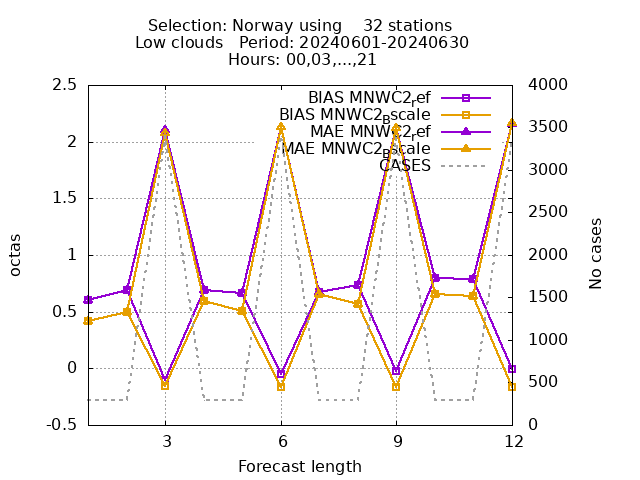 Selection: Norway using 32 stations
Low clouds Period: 20240601-20240630
Hours: 00,03,...,21
2.5
2
1.5
1
0.5
0
-0.5
octas
4000
3500
3000
2500
2000
1500
1000
500
0
No cases
BIAS MNWC2ref
BIAS MNWC2Bscale
MAE MNWC2ref
MAE MNWC2Bscale
CASES
3 6 9 12
Forecast length